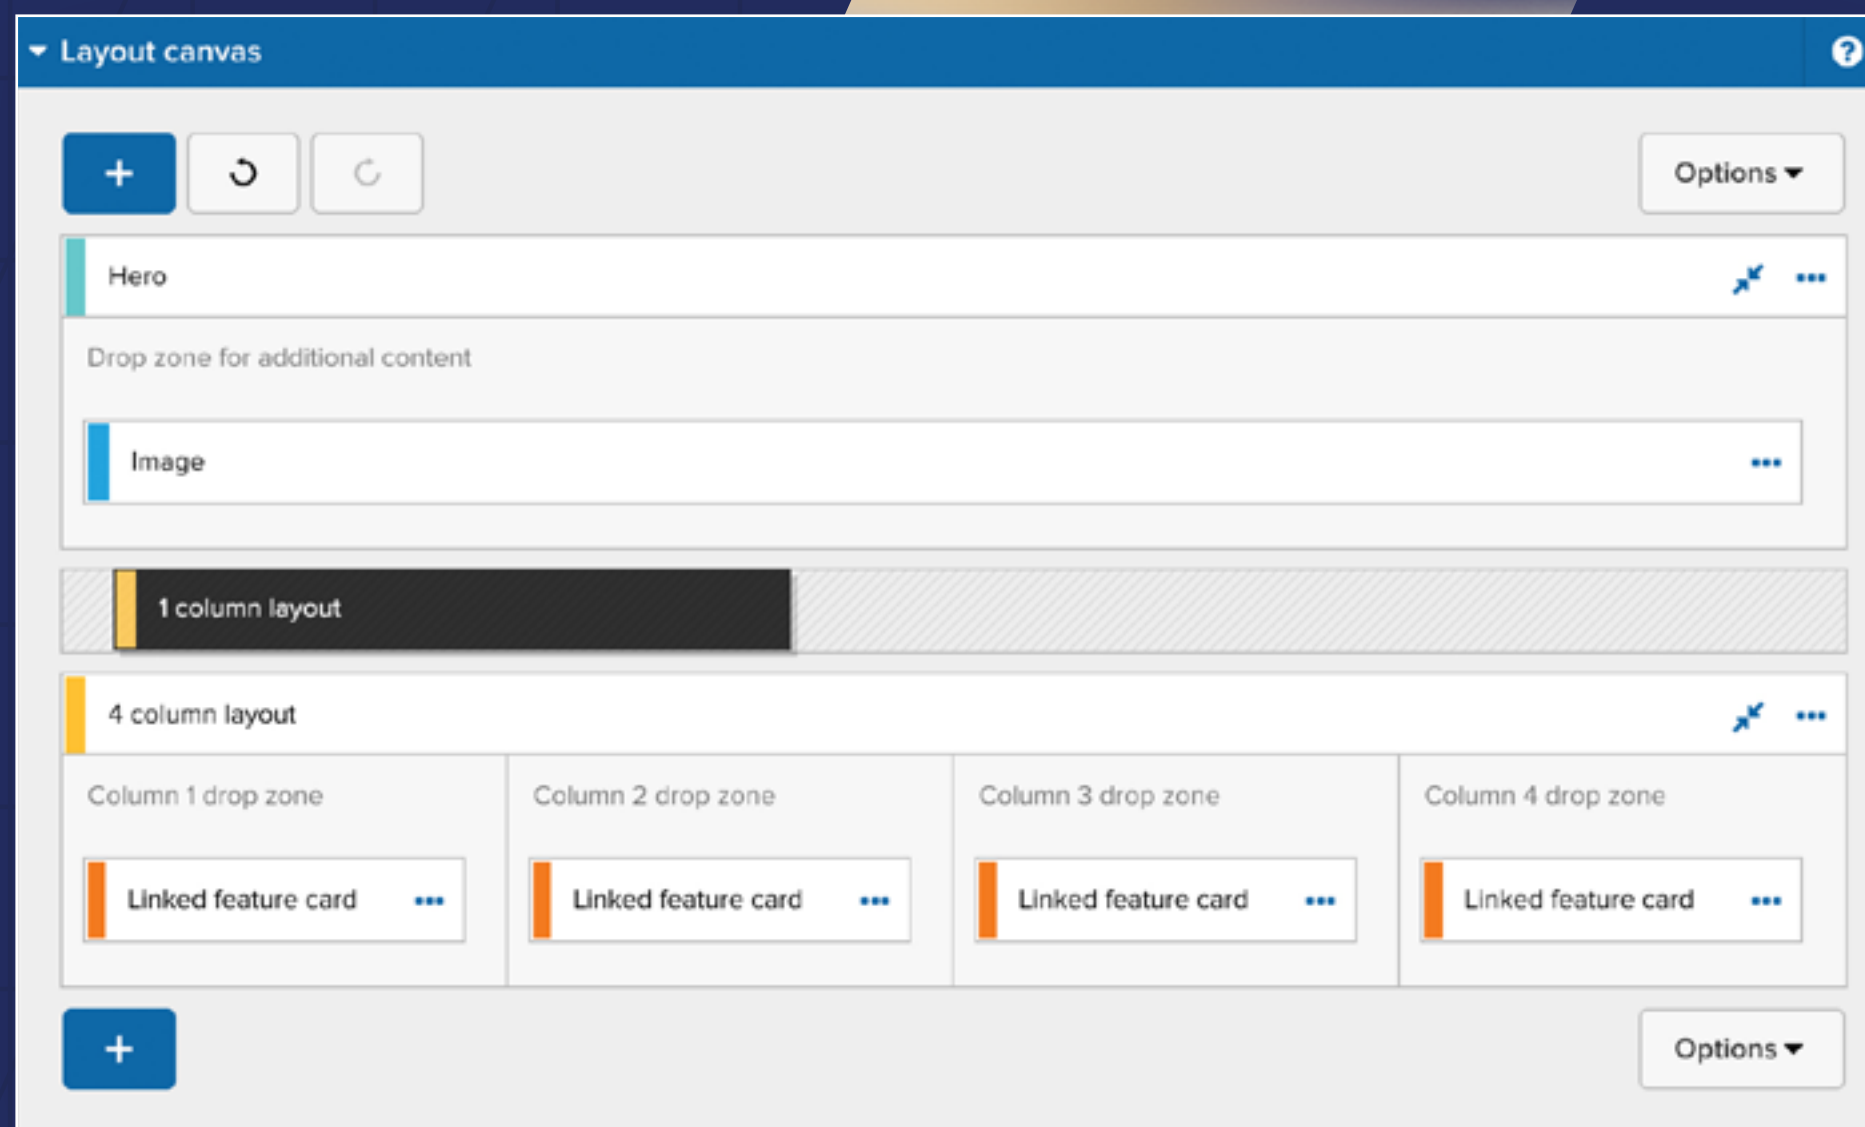 Layout canvas
?
Options
Hero
Drop zone for additional content
Image
1 column layout
4 column layout
Column 1 drop zone
Column 2 drop zone
Column 3 drop zone
Column 4 drop zone
Linked feature card
Linked feature card
Linked feature card
Linked feature card
Options